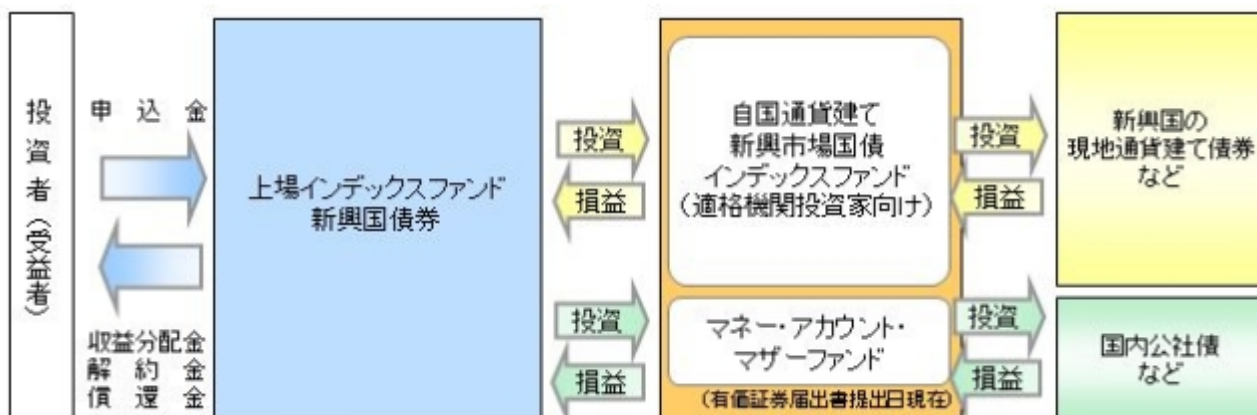 投資者(受益者)
申込金
収益分配金
解約金
償還金
上場インデックスファンド
新興国債券
投資
損益
投資
損益
自国通貨建て
新興市場国債
インデックスファンド
(適格機関投資家向け)
マネー・アカウント・
マザーファンド
(有価証券届出書提出日現在)
投資
損益
投資
損益
新興国の
現地通貨建て債券
など
国内公社債
など